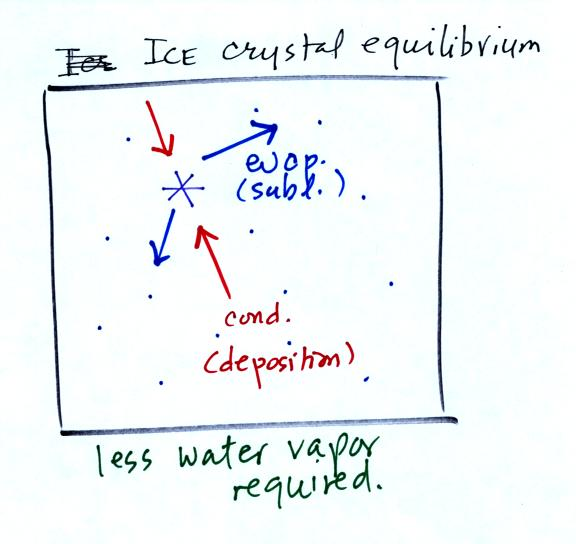 ICE crystal equilibrium
evap.
(subl.)
cond.
(deposition)
less water vapor
required.